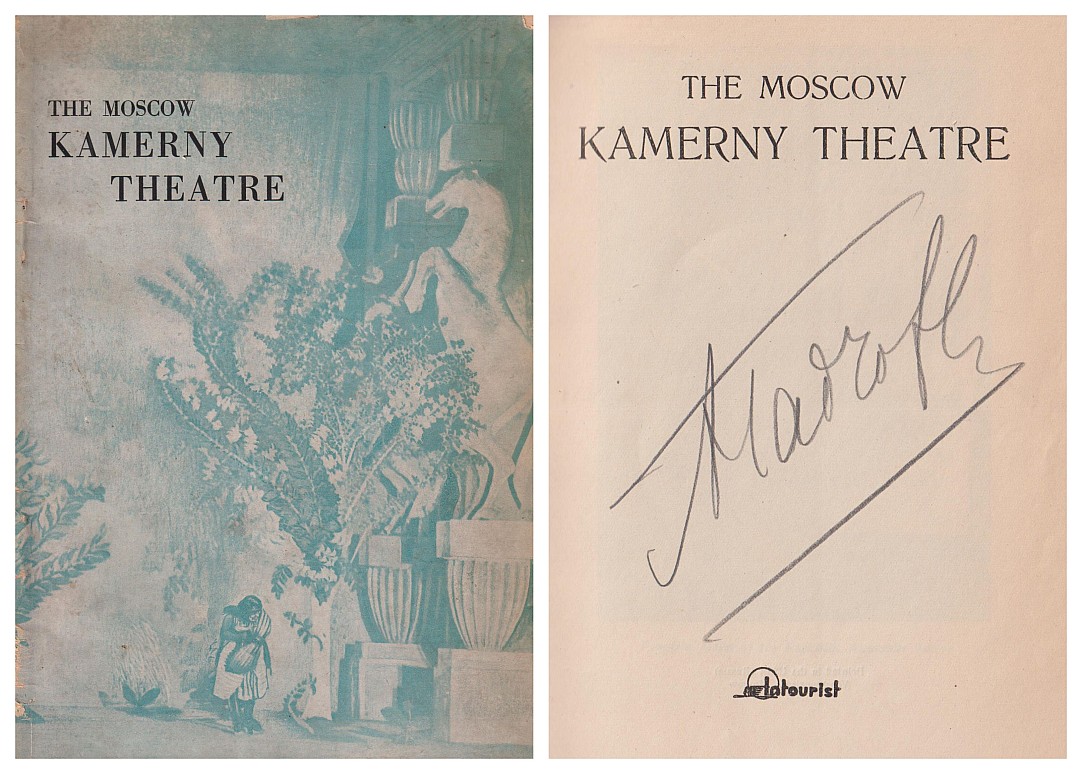 THE MOSCOW
KAMERNY
THEATRE
THE MOSCOW
KAMERNY THEATRE
Intourist